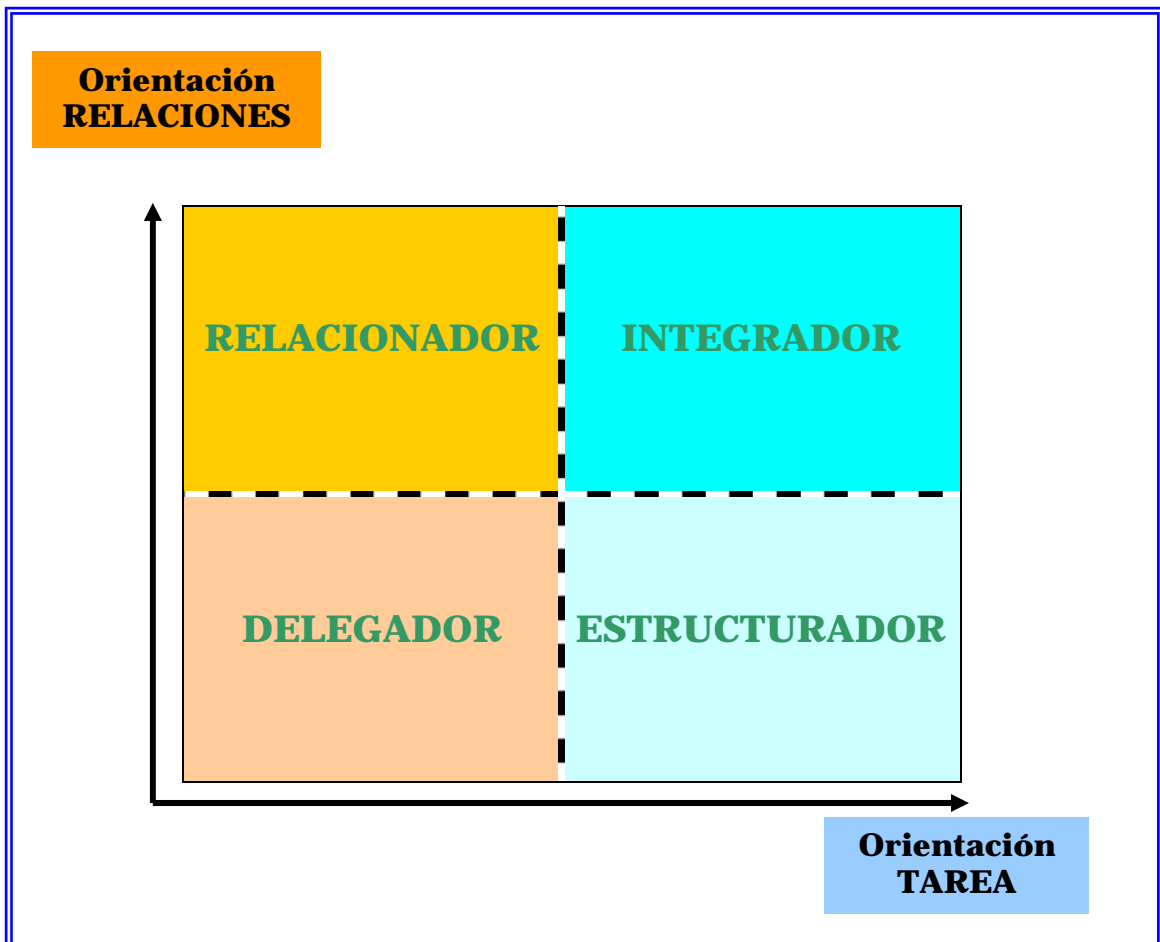 Orientación
RELACIONES
RELACIONADOR
INTEGRADOR
DELEGADOR
ESTRUCTURADOR
Orientación
TAREA